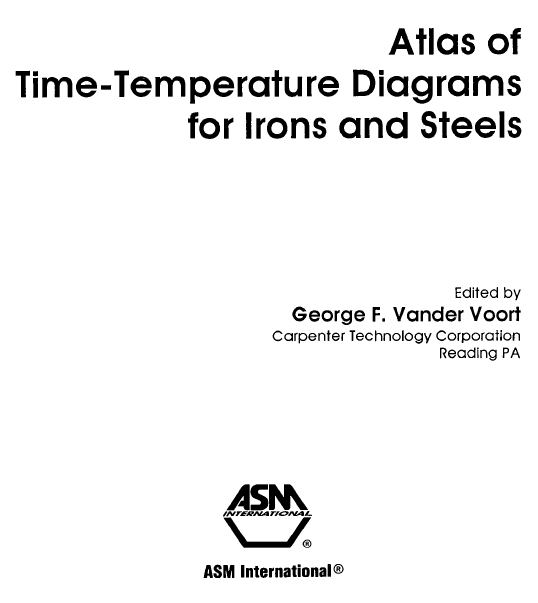 Atlas of
Time-Temperature Diagrams
for Irons and Steels
Edited by
George F. Vander Voort
Carpenter Technology Corporation
Reading PA
ASM
INTERNATIONAL
®
ASM International®